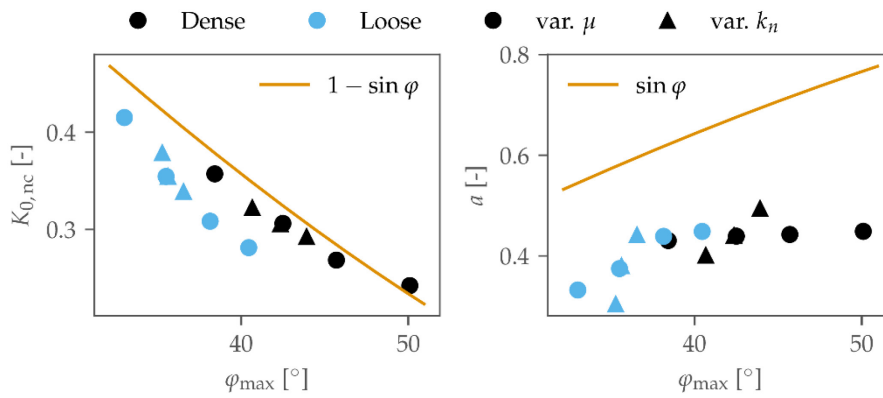 Dense Loose var. μ var. kₙ
1 − sin φ
0.4
0.3
K₀,nc [-]
40 50
φmax [°]
sin φ
0.8
0.6
0.4
a [-]
40 50
φmax [°]